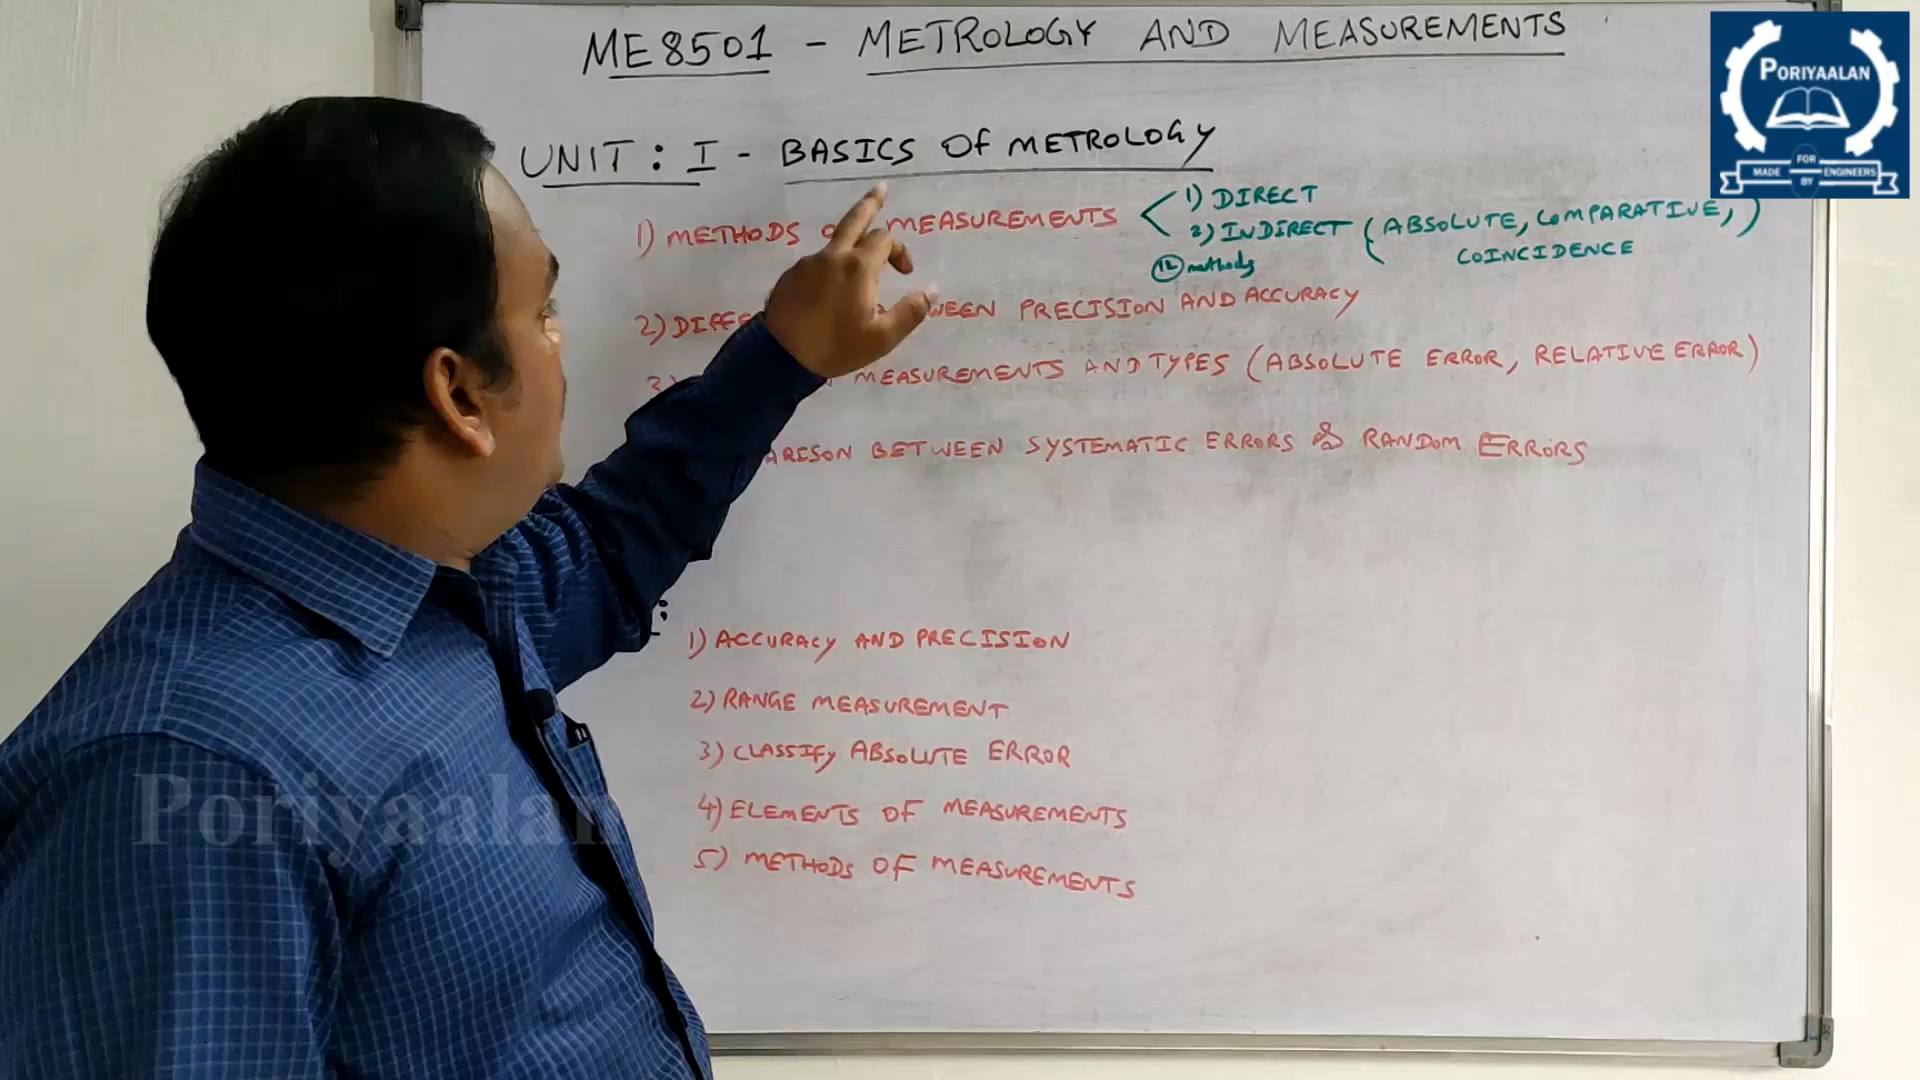 ME8501 - METROLOGY AND MEASUREMENTS
UNIT : I - BASICS OF METROLOGY
1) METHODS MEASUREMENTS
1) DIRECT
2) INDIRECT (ABSOLUTE, COMPARATIVE, )
COINCIDENCE
12 methods
2) PRECISION AND ACCURACY
3) MEASUREMENTS AND TYPES (ABSOLUTE ERROR, RELATIVE ERROR)
BETWEEN SYSTEMATIC ERRORS & RANDOM ERRORS
1) ACCURACY AND PRECISION
2) RANGE MEASUREMENT
3) CLASSIFY ABSOLUTE ERROR
4) ELEMENTS OF MEASUREMENTS
5) METHODS OF MEASUREMENTS
PORIYAALAN
MADE FOR BY ENGINEERS
Poriyaalan